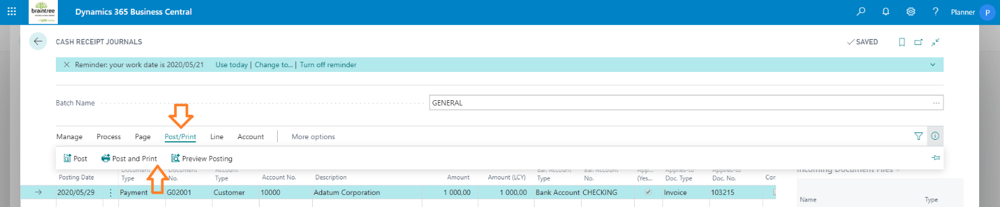 braintree
Dynamics 365 Business Central
? Planner P
CASH RECEIPT JOURNALS
SAVED
Reminder: your work date is 2020/05/21 Use today | Change to... | Turn off reminder
Batch Name GENERAL ...
Manage Process Page Post/Print Line Account More options
Post Post and Print Preview Posting
Posting Date Document Type Document No. Account Type Account No. Description Amount Amount (LCY) Bal. Account Type Bal. Account No. App... (Yes... Applies-to Doc. Type Applies-to Doc. No. Cor
Incoming Document Files
2020/05/29 Payment G02001 Customer 10000 Adatum Corporation 1 000,00 1 000,00 Bank Account CHECKING Invoice 103215
Name Type